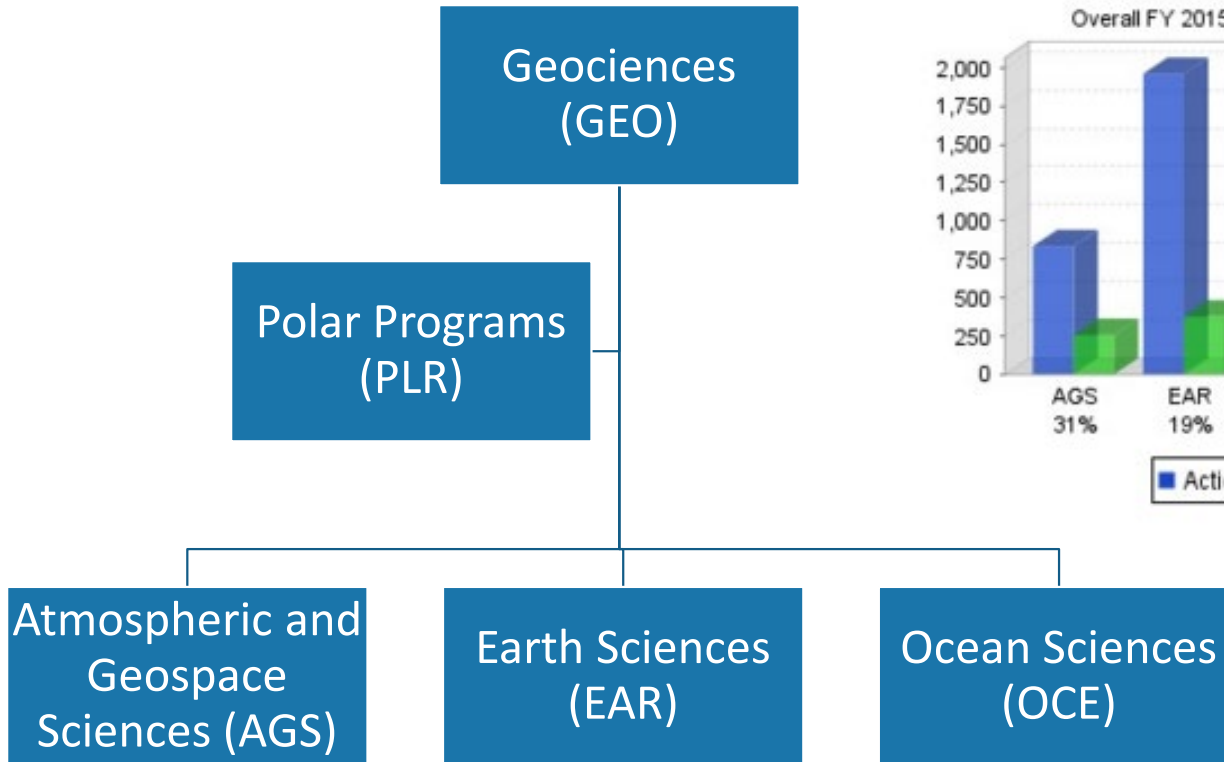 Geociences
(GEO)
Polar Programs
(PLR)
Atmospheric and
Geospace
Sciences (AGS)
Earth Sciences
(EAR)
Ocean Sciences
(OCE)
Overall FY 2015
2,000
1,750
1,500
1,250
1,000
750
500
250
0
AGS EAR
31% 19%